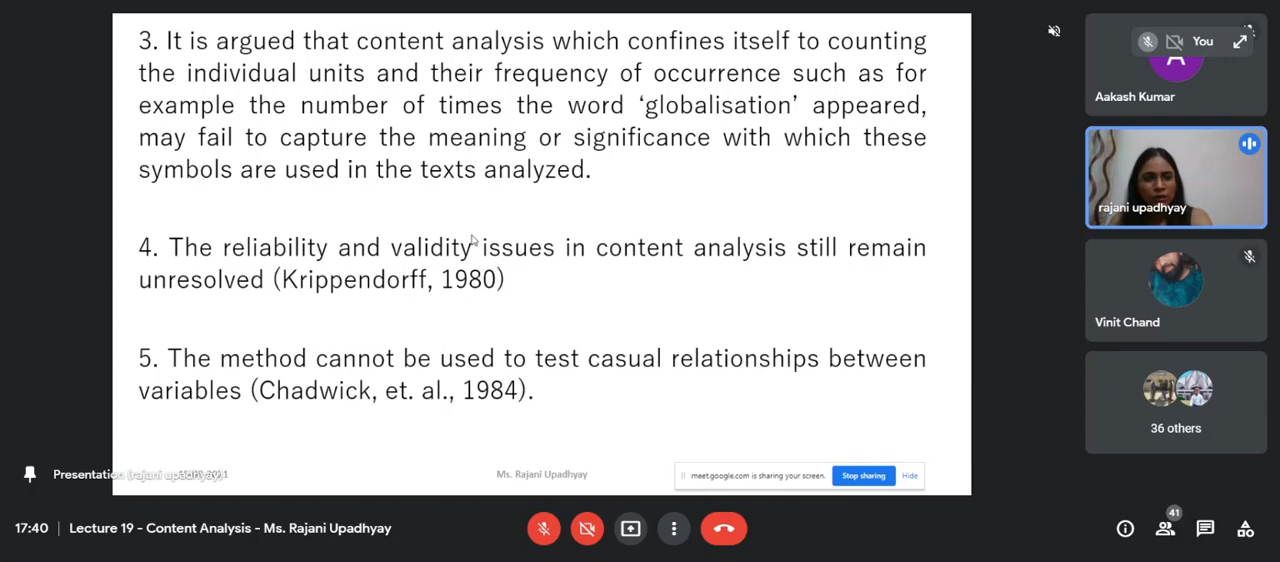 3. It is argued that content analysis which confines itself to counting
the individual units and their frequency of occurrence such as for
example the number of times the word ‘globalisation’ appeared,
may fail to capture the meaning or significance with which these
symbols are used in the texts analyzed.
4. The reliability and validity issues in content analysis still remain
unresolved (Krippendorff, 1980)
5. The method cannot be used to test casual relationships between
variables (Chadwick, et. al., 1984).
Ms. Rajani Upadhyay
meet.google.com is sharing your screen.
Stop sharing
Hide
Presentation (rajani upadhyay)
You
A
Aakash Kumar
rajani upadhyay
Vinit Chand
36 others
17:40
Lecture 19 - Content Analysis - Ms. Rajani Upadhyay
41